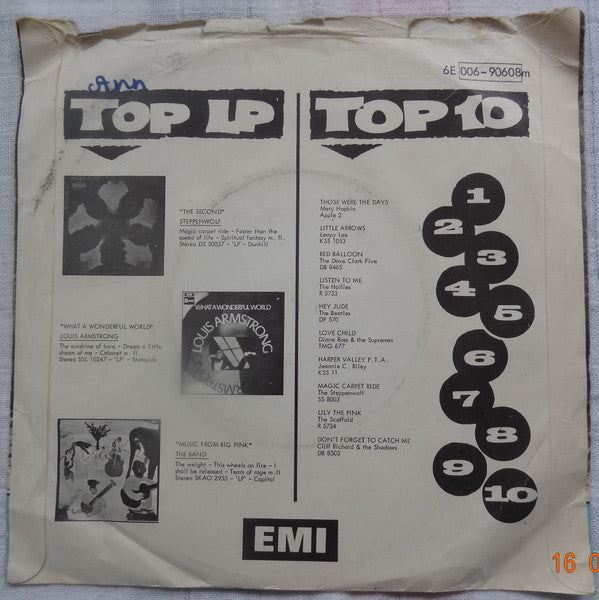 Ann
6E 006-90608m
TOP LP
"THE SECOND"
STEPPENWOLF
Magic carpet ride - Faster than the
speed of life - Spiritual fantasy m. fl.
Stereo DS 50037 - "LP" - Dunhill
WHAT A WONDERFUL WORLD
LOUIS ARMSTRONG
"WHAT A WONDERFUL WORLD"
LOUIS ARMSTRONG
The sunshine of love - Dream a little
dream of me - Cabaret m. fl.
Stereo SSL 10247 - "LP" - Stateside
"MUSIC FROM BIG PINK"
THE BAND
The weight - This wheels on fire - I
shall be released - Tears of rage m.fl
Stereo SKAO 2955 - "LP" - Capitol
TOP 10
THOSE WERE THE DAYS
Mary Hopkin
Apple 2
LITTLE ARROWS
Leapy Lee
KSS 1053
RED BALLOON
The Dave Clark Five
DB 8465
LISTEN TO ME
The Hollies
R 5733
HEY JUDE
The Beatles
DP 570
LOVE CHILD
Diana Ross & the Supremes
TMG 677
HARPER VALLEY P.T.A.
Jeannie C. Riley
KSS 11
MAGIC CARPET RIDE
The Steppenwolf
SS 8003
LILY THE PINK
The Scaffold
R 5734
DON'T FORGET TO CATCH ME
Cliff Richard & the Shadows
DB 8503
1
2
3
4
5
6
7
8
9
10
EMI
16-0